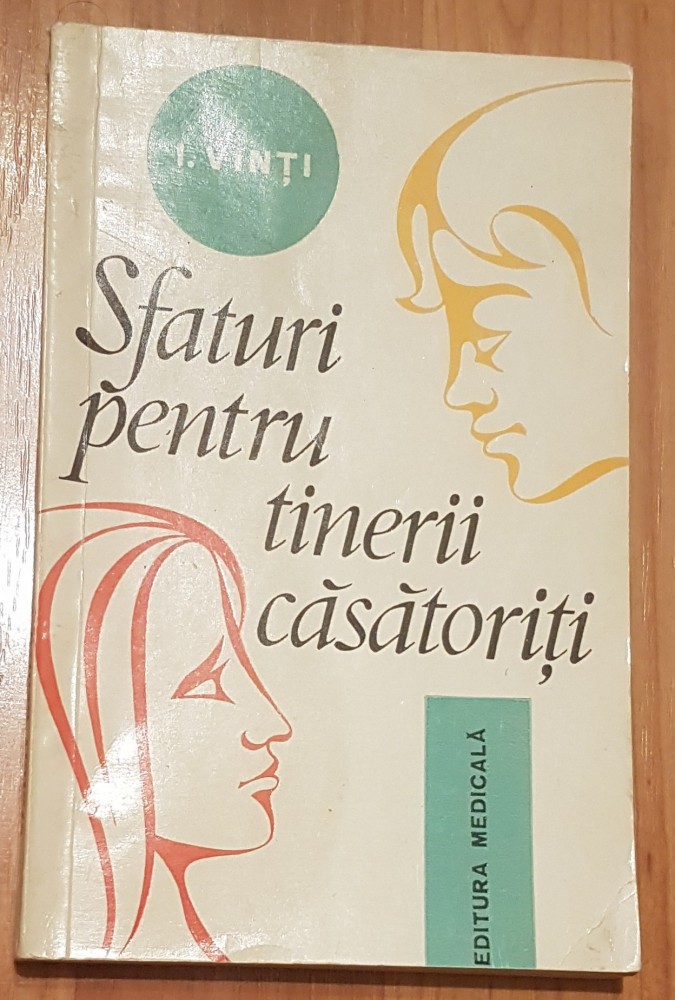 I. VINȚI
Sfaturi
pentru
tinerii
căsătoriți
EDITURA MEDICALĂ